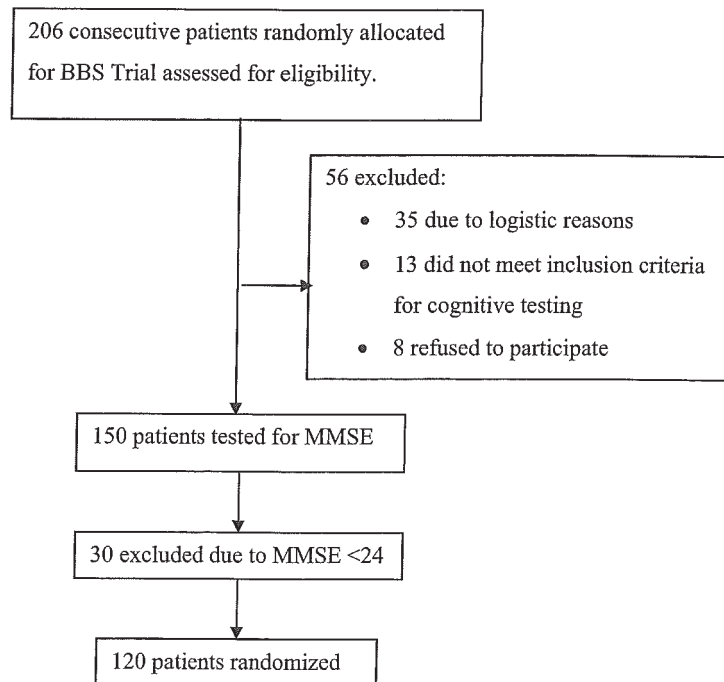 206 consecutive patients randomly allocated
for BBS Trial assessed for eligibility.
56 excluded:
• 35 due to logistic reasons
• 13 did not meet inclusion criteria
for cognitive testing
• 8 refused to participate
150 patients tested for MMSE
30 excluded due to MMSE <24
120 patients randomized